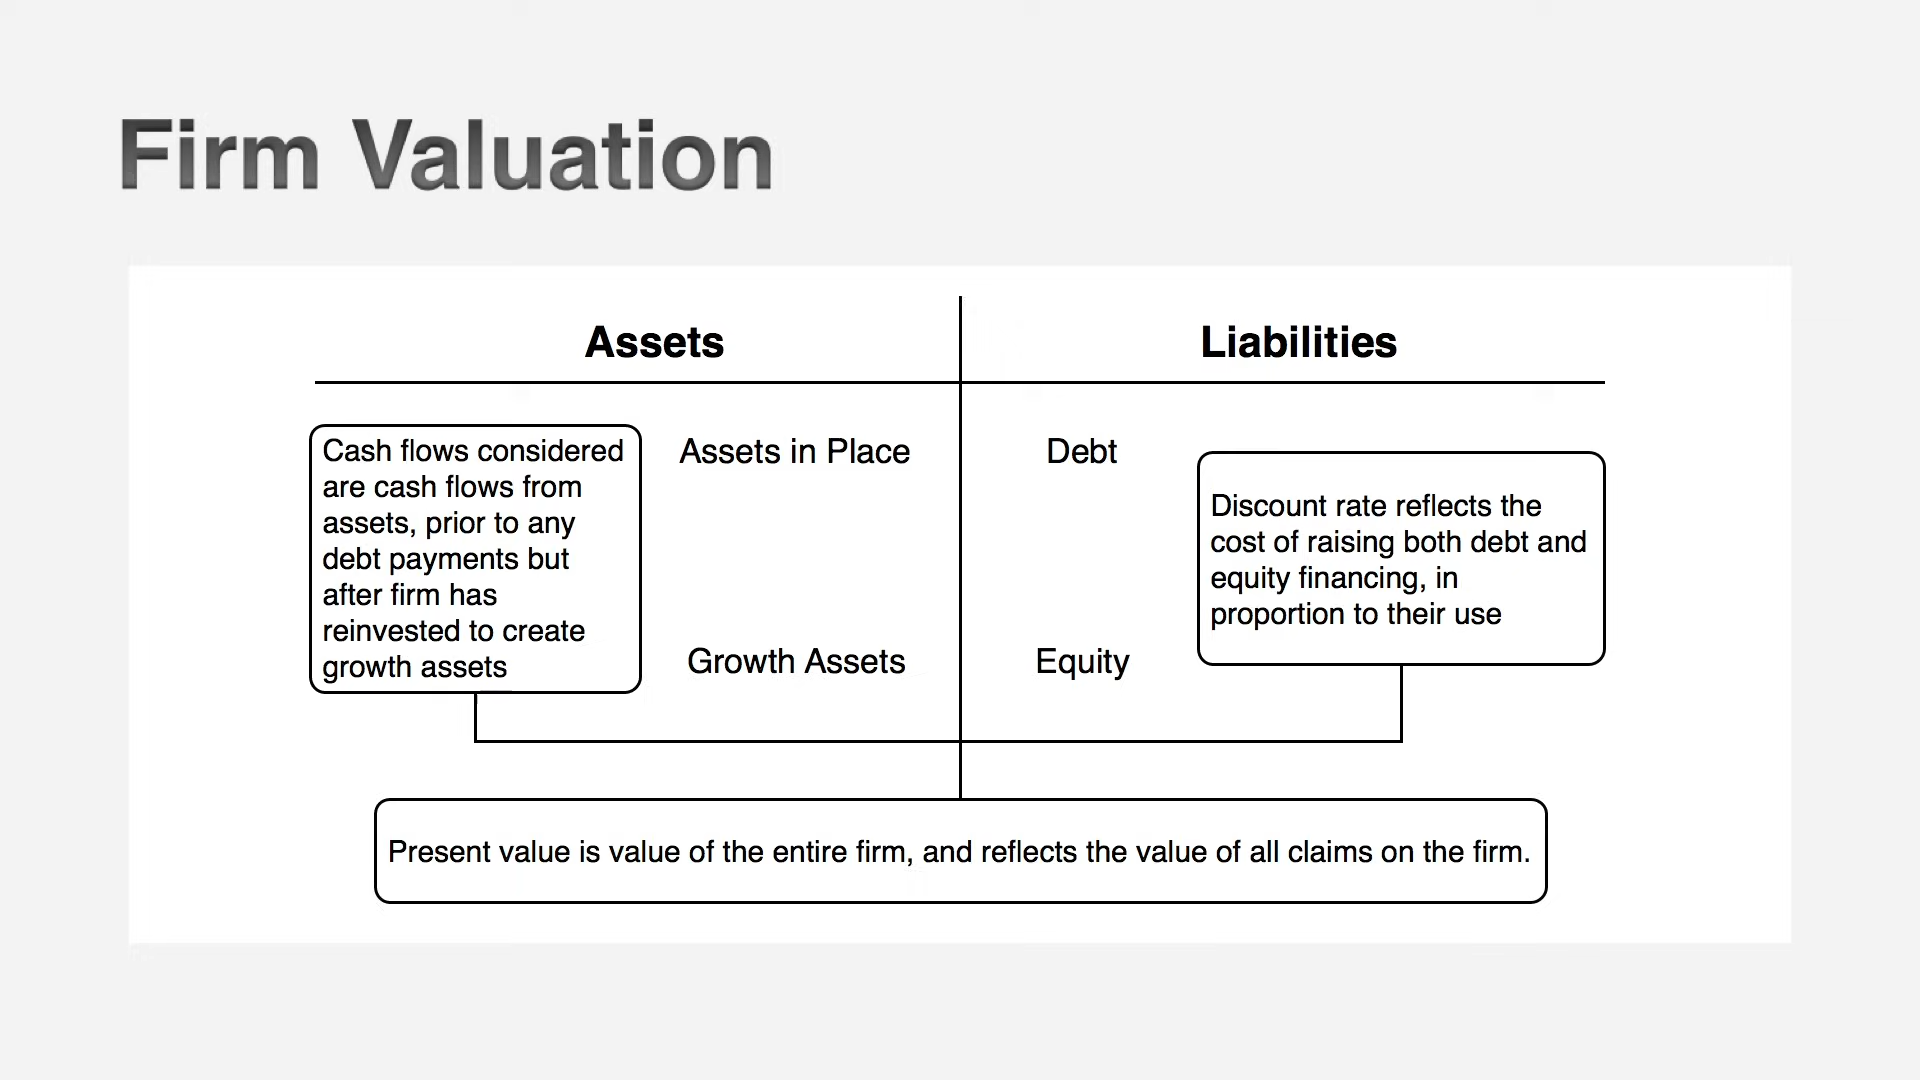 Firm Valuation
Assets
Liabilities
Cash flows considered
are cash flows from
assets, prior to any
debt payments but
after firm has
reinvested to create
growth assets
Assets in Place
Growth Assets
Debt
Equity
Discount rate reflects the
cost of raising both debt and
equity financing, in
proportion to their use
Present value is value of the entire firm, and reflects the value of all claims on the firm.